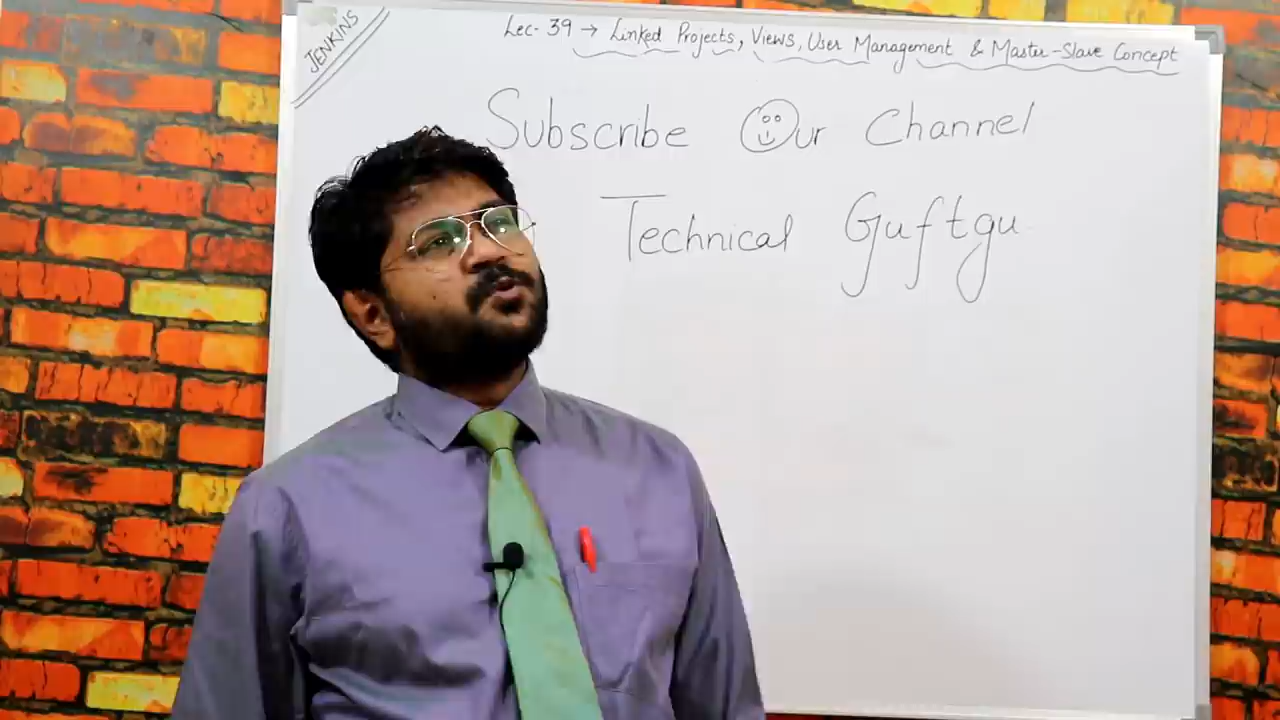 JENKINS
Lec- 39 → Linked Projects, Views, User Management & Master-Slave Concept
Subscribe Our Channel
Technical Guftgu